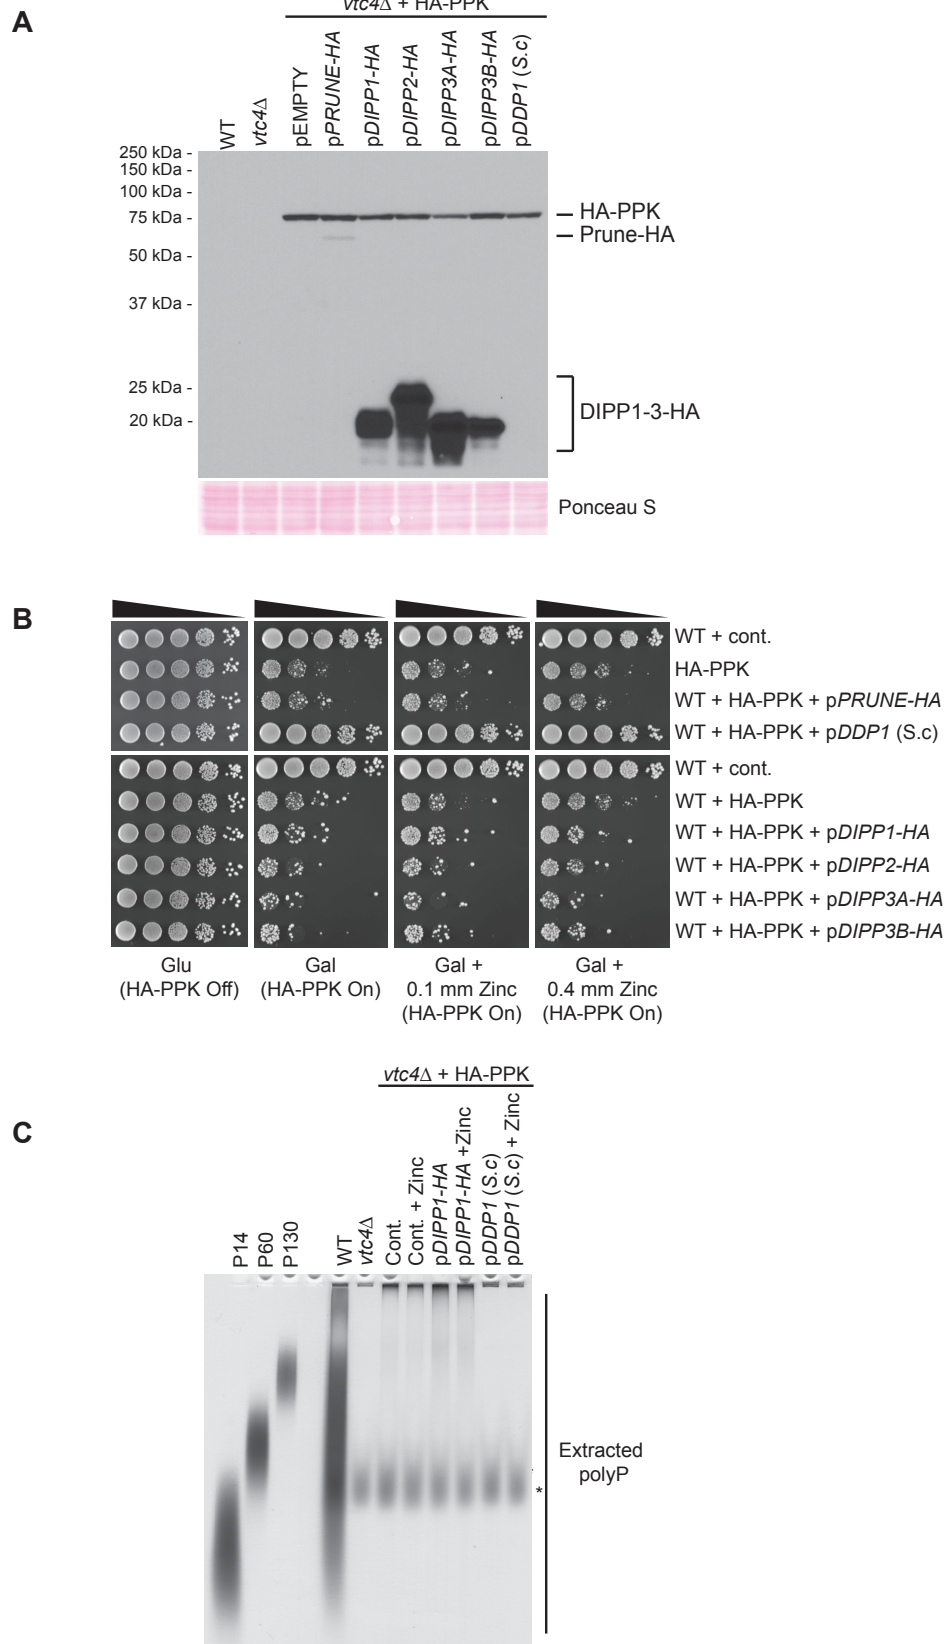 A
vtc4Δ + HA-PPK
WT
vtc4Δ
pEMPTY
pPRUNE-HA
pDIPP1-HA
pDIPP2-HA
pDIPP3A-HA
pDIPP3B-HA
pDDP1 (S.c)
250 kDa -
150 kDa -
100 kDa -
75 kDa -
50 kDa -
37 kDa -
25 kDa -
20 kDa -
HA-PPK
Prune-HA
DIPP1-3-HA
Ponceau S
B
WT + cont.
HA-PPK
WT + HA-PPK + pPRUNE-HA
WT + HA-PPK + pDDP1 (S.c)
WT + cont.
WT + HA-PPK
WT + HA-PPK + pDIPP1-HA
WT + HA-PPK + pDIPP2-HA
WT + HA-PPK + pDIPP3A-HA
WT + HA-PPK + pDIPP3B-HA
Glu
(HA-PPK Off)
Gal
(HA-PPK On)
Gal +
0.1 mm Zinc
(HA-PPK On)
Gal +
0.4 mm Zinc
(HA-PPK On)
C
vtc4Δ + HA-PPK
P14
P60
P130
WT
vtc4Δ
Cont.
Cont. + Zinc
pDIPP1-HA
pDIPP1-HA +Zinc
pDDP1 (S.c)
pDDP1 (S.c) + Zinc
Extracted
polyP
*